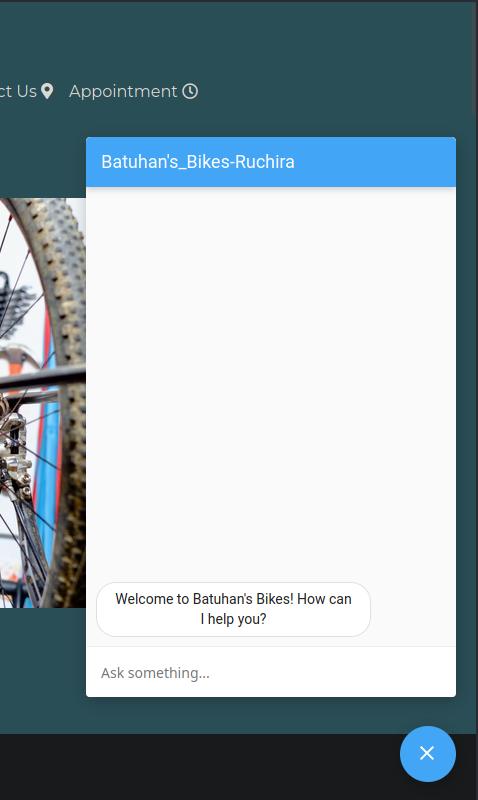 ct Us Appointment
Batuhan's_Bikes-Ruchira
Welcome to Batuhan's Bikes! How can
I help you?
Ask something...